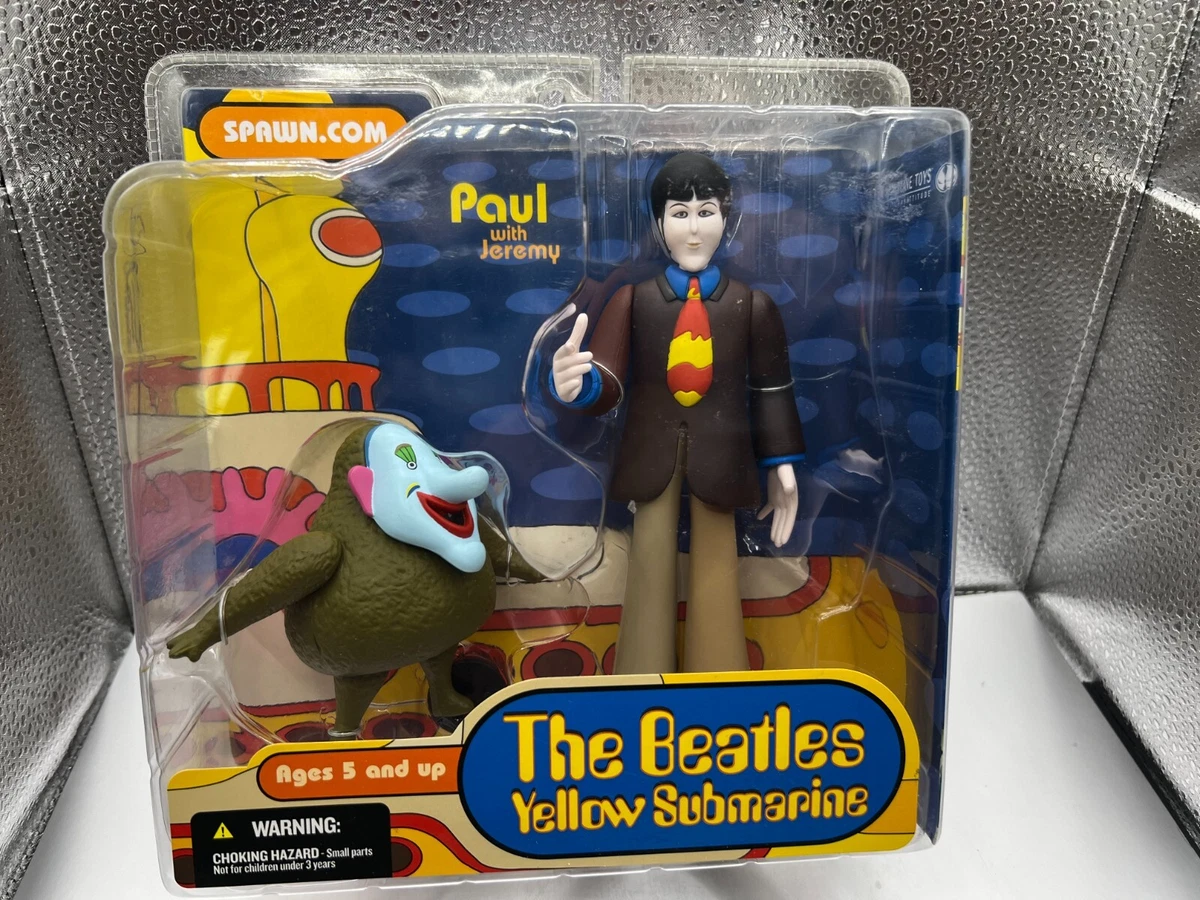 SPAWN.COM
Paul
with
Jeremy
TOYS
The Beatles
Yellow Submarine
Ages 5 and up
WARNING:
CHOKING HAZARD - Small parts
Not for children under 3 years